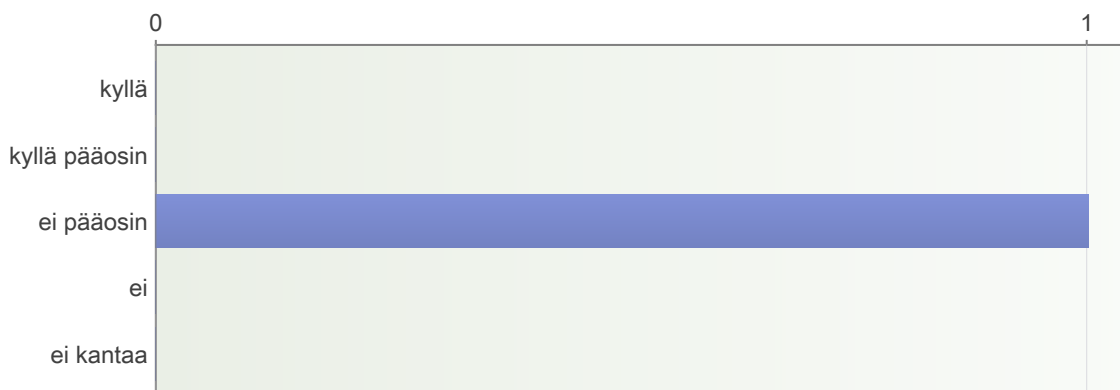 0 1
kyllä
kyllä pääosin
ei pääosin
ei
ei kantaa